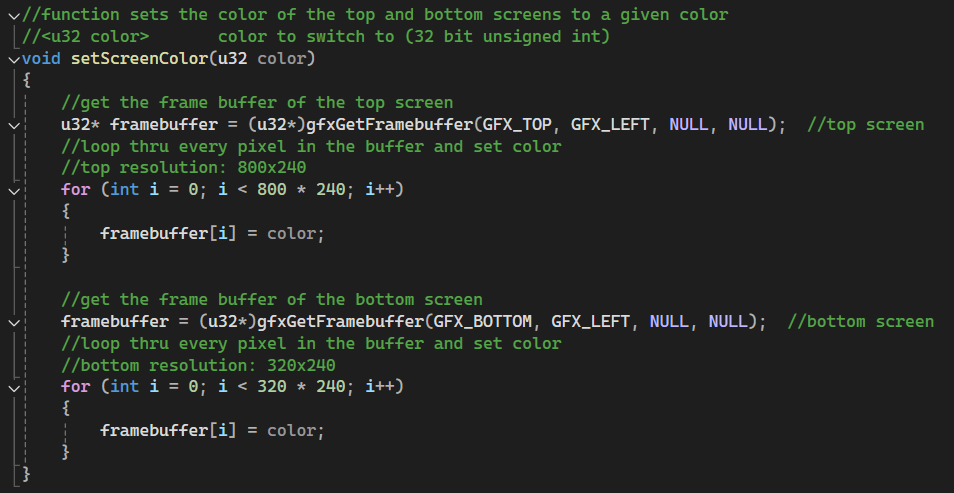 //function sets the color of the top and bottom screens to a given color
//<u32 color>       color to switch to (32 bit unsigned int)
void setScreenColor(u32 color)
{
    //get the frame buffer of the top screen
    u32* framebuffer = (u32*)gfxGetFramebuffer(GFX_TOP, GFX_LEFT, NULL, NULL);  //top screen
    //loop thru every pixel in the buffer and set color
    //top resolution: 800x240
    for (int i = 0; i < 800 * 240; i++)
    {
        framebuffer[i] = color;
    }

    //get the frame buffer of the bottom screen
    framebuffer = (u32*)gfxGetFramebuffer(GFX_BOTTOM, GFX_LEFT, NULL, NULL);  //bottom screen
    //loop thru every pixel in the buffer and set color
    //bottom resolution: 320x240
    for (int i = 0; i < 320 * 240; i++)
    {
        framebuffer[i] = color;
    }
}